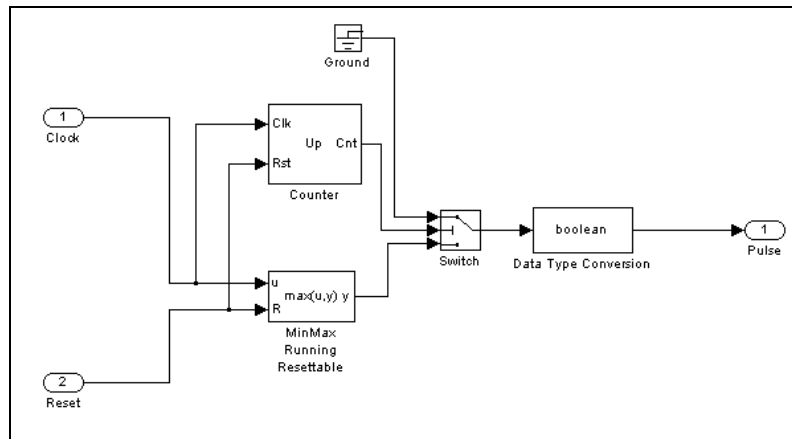 Ground
1
Clock
Clk
Up
Cnt
Rst
Counter
Switch
boolean
Data Type Conversion
1
Pulse
u
max(u,y) y
R
MinMax
Running
Resettable
2
Reset